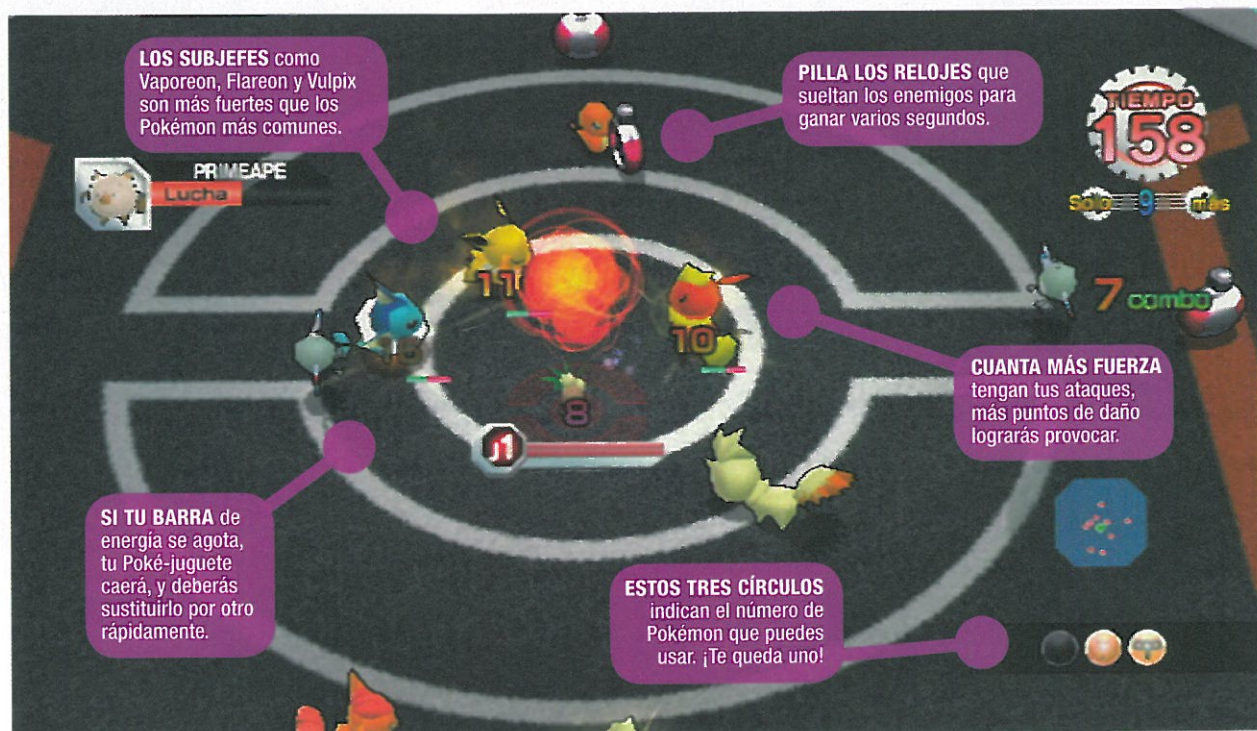 LOS SUBJEFES como
Vaporeon, Flareon y Vulpix
son más fuertes que los
Pokémon más comunes.
PILLA LOS RELOJES que
sueltan los enemigos para
ganar varios segundos.
TIEMPO
158
Solo 9 más
PRIMEAPE
Lucha
11
10
7 combo
8
J1
CUANTA MÁS FUERZA
tengan tus ataques,
más puntos de daño
lograrás provocar.
SI TU BARRA de
energía se agota,
tu Poké-juguete
caerá, y deberás
sustituirlo por otro
rápidamente.
ESTOS TRES CÍRCULOS
indican el número de
Pokémon que puedes
usar. ¡Te queda uno!